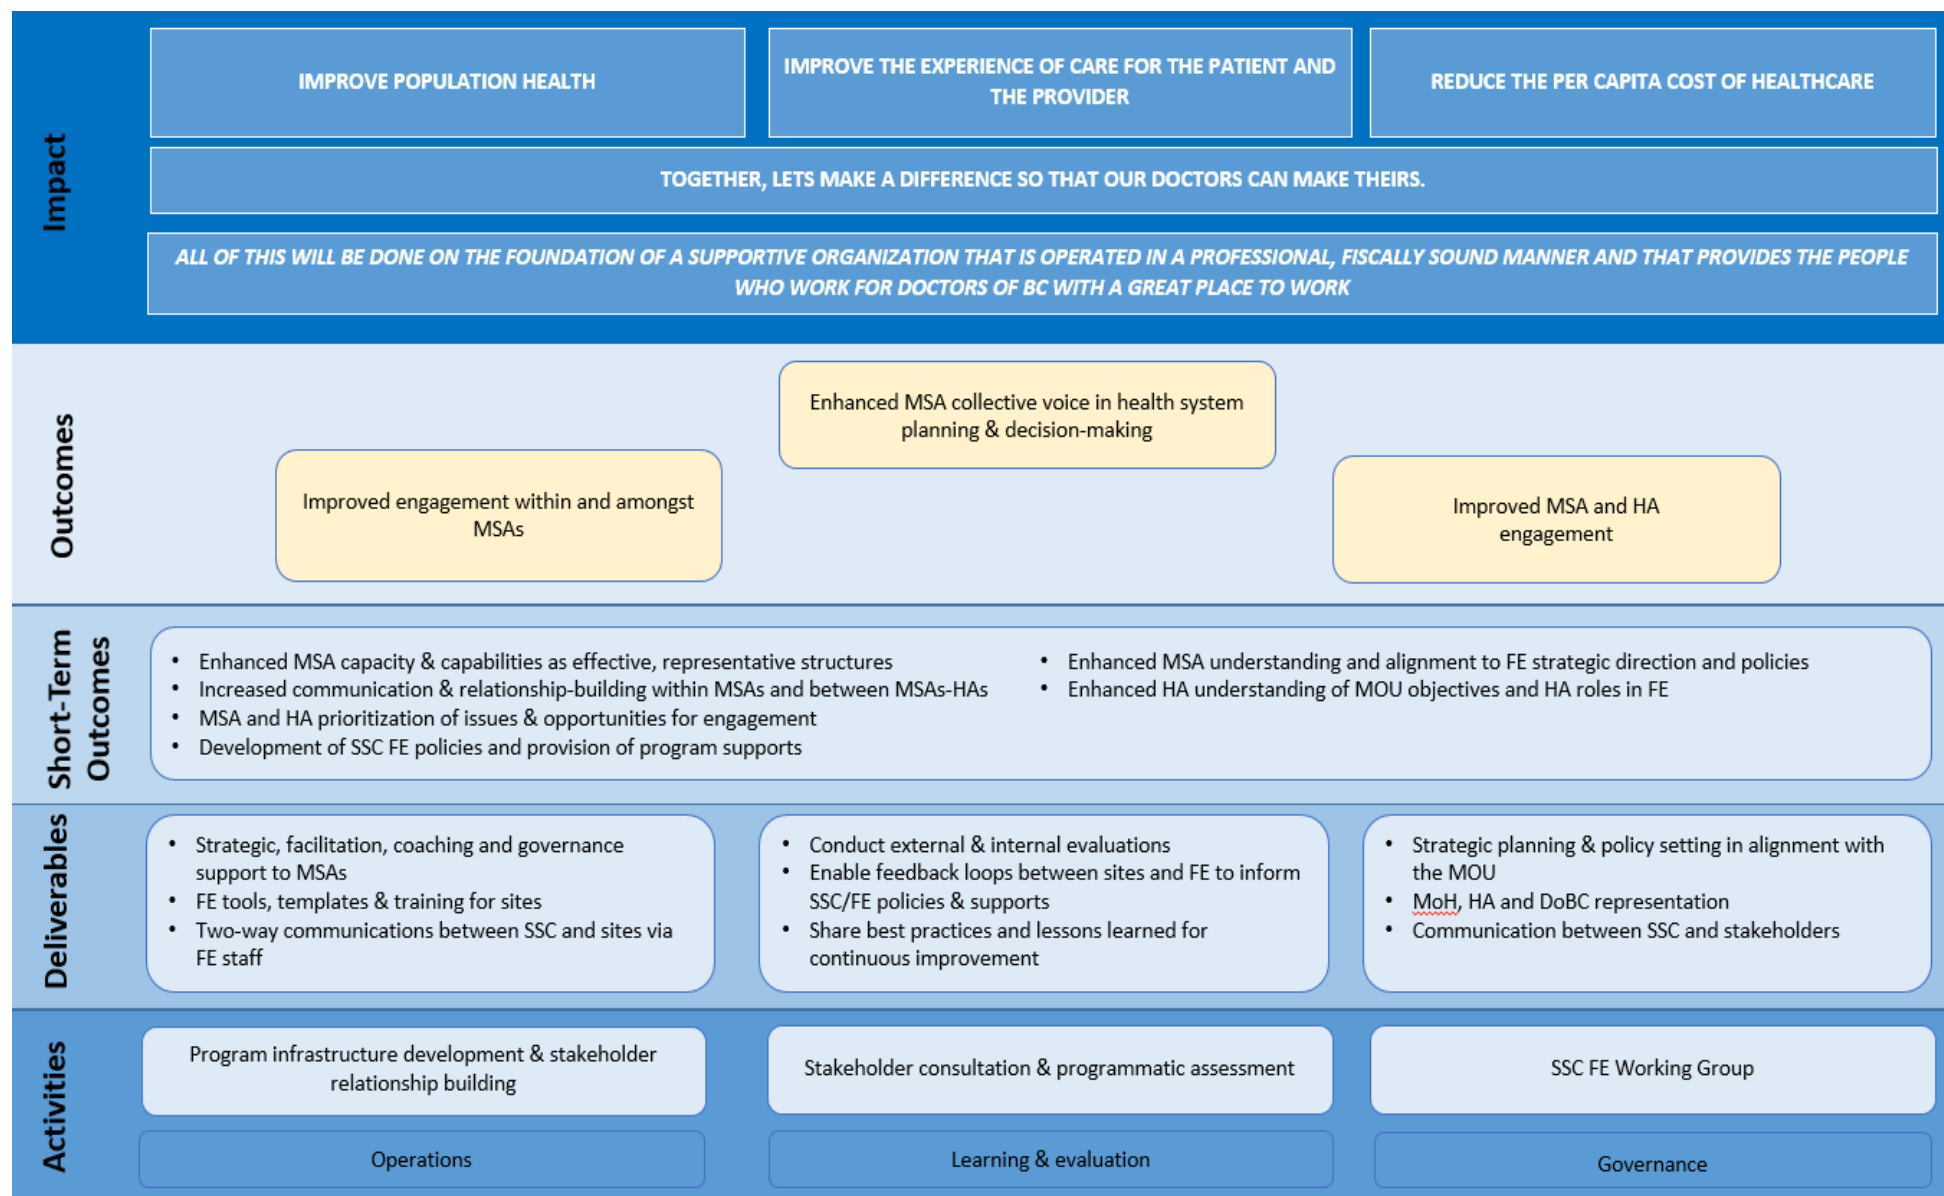 Impact
IMPROVE POPULATION HEALTH
IMPROVE THE EXPERIENCE OF CARE FOR THE PATIENT AND
THE PROVIDER
REDUCE THE PER CAPITA COST OF HEALTHCARE
TOGETHER, LETS MAKE A DIFFERENCE SO THAT OUR DOCTORS CAN MAKE THEIRS.
ALL OF THIS WILL BE DONE ON THE FOUNDATION OF A SUPPORTIVE ORGANIZATION THAT IS OPERATED IN A PROFESSIONAL, FISCALLY SOUND MANNER AND THAT PROVIDES THE PEOPLE
WHO WORK FOR DOCTORS OF BC WITH A GREAT PLACE TO WORK
Outcomes
Improved engagement within and amongst
MSAs
Enhanced MSA collective voice in health system
planning & decision-making
Improved MSA and HA
engagement
Short-Term
Outcomes
• Enhanced MSA capacity & capabilities as effective, representative structures
• Increased communication & relationship-building within MSAs and between MSAs-HAs
• MSA and HA prioritization of issues & opportunities for engagement
• Development of SSC FE policies and provision of program supports
• Enhanced MSA understanding and alignment to FE strategic direction and policies
• Enhanced HA understanding of MOU objectives and HA roles in FE
Deliverables
• Strategic, facilitation, coaching and governance
support to MSAs
• FE tools, templates & training for sites
• Two-way communications between SSC and sites via
FE staff
• Conduct external & internal evaluations
• Enable feedback loops between sites and FE to inform
SSC/FE policies & supports
• Share best practices and lessons learned for
continuous improvement
• Strategic planning & policy setting in alignment with
the MOU
• MoH, HA and DoBC representation
• Communication between SSC and stakeholders
Activities
Program infrastructure development & stakeholder
relationship building
Stakeholder consultation & programmatic assessment
SSC FE Working Group
Operations
Learning & evaluation
Governance